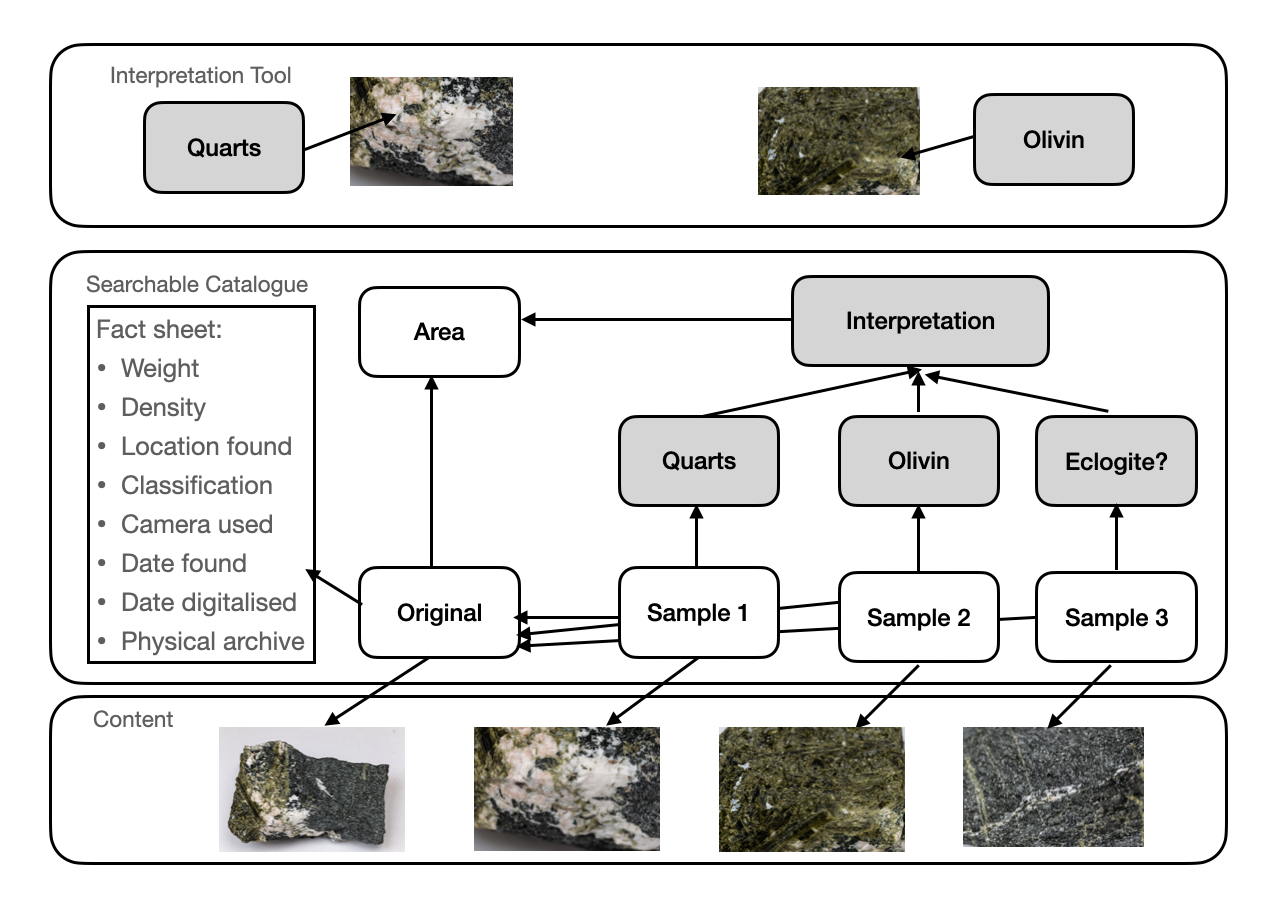 Interpretation Tool
Quarts
Olivin
Searchable Catalogue
Fact sheet:
• Weight
• Density
• Location found
• Classification
• Camera used
• Date found
• Date digitalised
• Physical archive
Area
Interpretation
Quarts
Olivin
Eclogite?
Original
Sample 1
Sample 2
Sample 3
Content